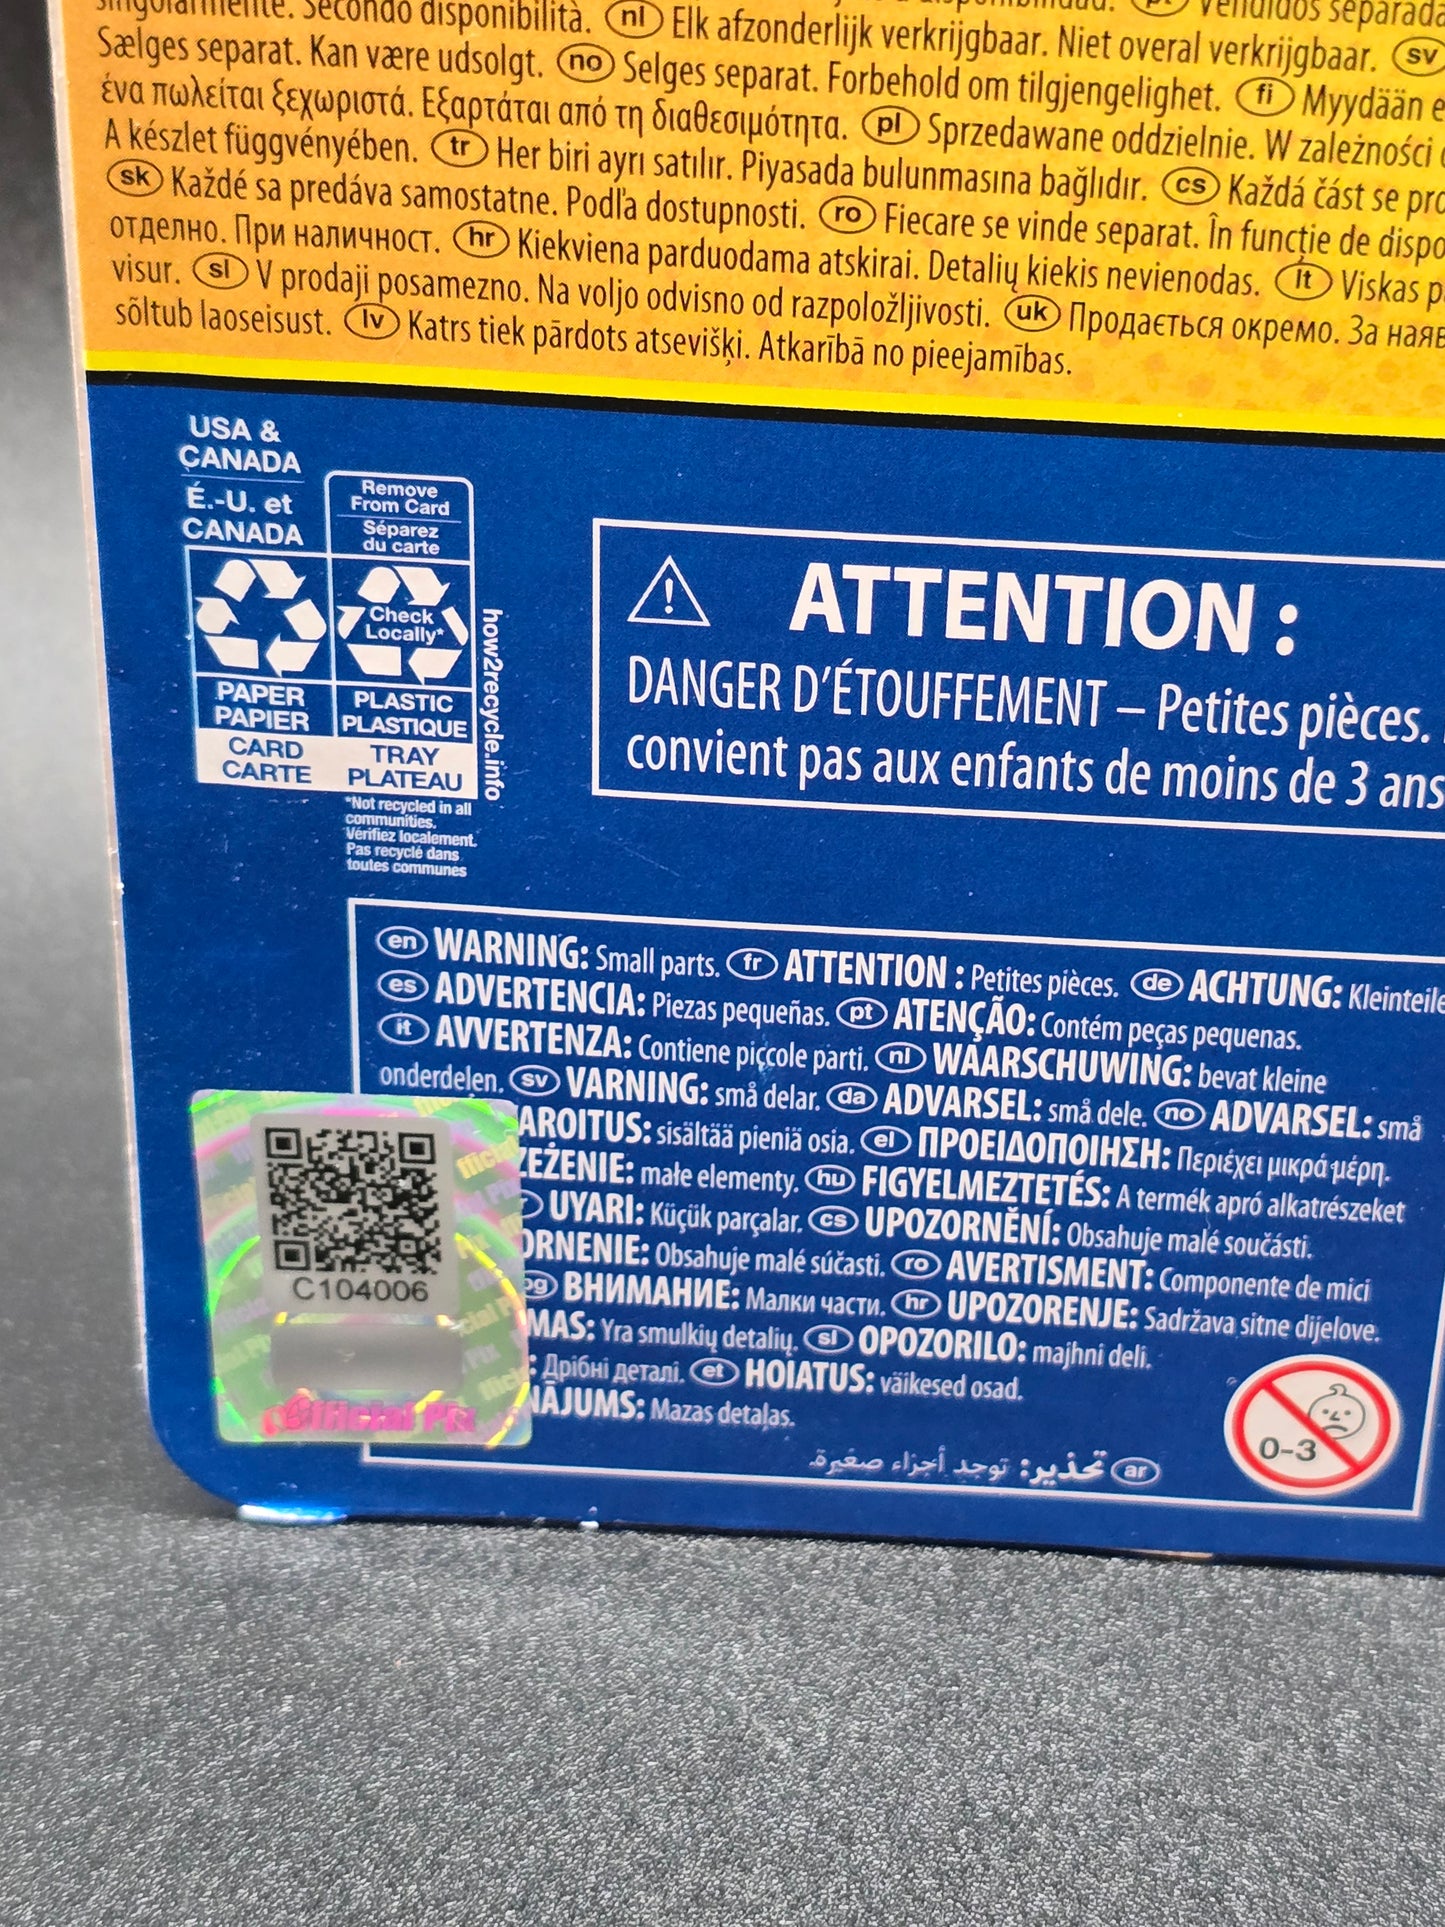 singolarmente. Secondo disponibilità. nl Elk afzonderlijk verkrijgbaar. Niet overal verkrijgbaar. sv
Sælges separat. Kan være udsolgt. no Selges separat. Forbehold om tilgjengelighet. fi Myydään e
ένα πωλείται ξεχωριστά. Εξαρτάται από τη διαθεσιμότητα. pl Sprzedawane oddzielnie. W zależności
A készlet függvényében. tr Her biri ayrı satılır. Piyasada bulunmasına bağlıdır. cs Každá část se pro
sk Každé sa predáva samostatne. Podľa dostupnosti. ro Fiecare se vinde separat. În funcție de dispo
отделно. При наличност. hr Kiekviena parduodama atskirai. Detalių kiekis nevienodas. lt Viskas p
visur. sl V prodaji posamezno. Na voljo odvisno od razpoložljivosti. uk Продається окремо. За наяв
sõltub laoseisust. lv Katrs tiek pārdots atsevišķi. Atkarībā no pieejamības.
USA &
CANADA
É.-U. et
CANADA
Remove
From Card
Séparez
du carte
Check
Locally*
PAPER
PAPIER
CARD
CARTE
PLASTIC
PLASTIQUE
TRAY
PLATEAU
how2recycle.info
*Not recycled in all
communities.
Vérifiez localement.
Pas recyclé dans
toutes communes
ATTENTION :
DANGER D'ÉTOUFFEMENT – Petites pièces.
convient pas aux enfants de moins de 3 ans
en WARNING: Small parts. fr ATTENTION : Petites pièces. de ACHTUNG: Kleinteile
es ADVERTENCIA: Piezas pequeñas. pt ATENÇÃO: Contém peças pequenas.
it AVVERTENZA: Contiene piccole parti. nl WAARSCHUWING: bevat kleine
onderdelen. sv VARNING: små delar. da ADVARSEL: små dele. no ADVARSEL: små
AROITUS: sisältää pieniä osia. el ΠΡΟΕΙΔΟΠΟΙΗΣΗ: Περιέχει μικρά μέρη.
ZEŻENIE: małe elementy. hu FIGYELMEZTETÉS: A termék apró alkatrészeket
UYARI: Küçük parçalar. cs UPOZORNĚNÍ: Obsahuje malé součásti.
ORNENIE: Obsahuje malé súčasti. ro AVERTISMENT: Componente de mici
bg ВНИМАНИЕ: Малки части. hr UPOZORENJE: Sadržava sitne dijelove.
MAS: Yra smulkių detalių. sl OPOZORILO: majhni deli.
: Дрібні деталі. et HOIATUS: väikesed osad.
NĀJUMS: Mazas detaļas.
ar تحذير: توجد أجزاء صغيرة.
0-3
C104006
Official Pix